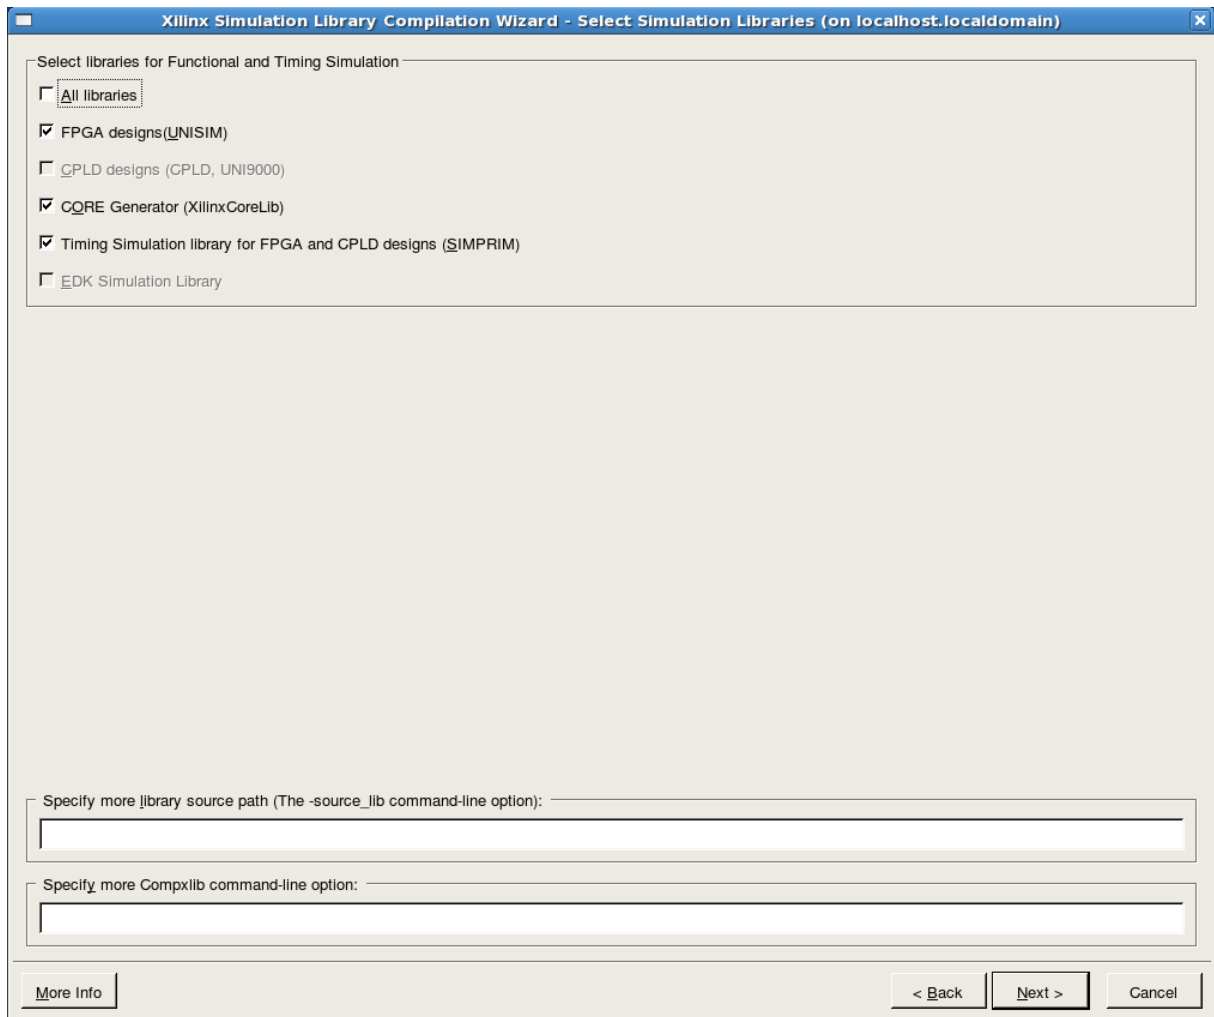 Xilinx Simulation Library Compilation Wizard - Select Simulation Libraries (on localhost.localdomain)
Select libraries for Functional and Timing Simulation
All libraries
FPGA designs(UNISIM)
CPLD designs (CPLD, UNI9000)
CORE Generator (XilinxCoreLib)
Timing Simulation library for FPGA and CPLD designs (SIMPRIM)
EDK Simulation Library
Specify more library source path (The -source_lib command-line option):
Specify more Compxlib command-line option:
More Info
< Back
Next >
Cancel